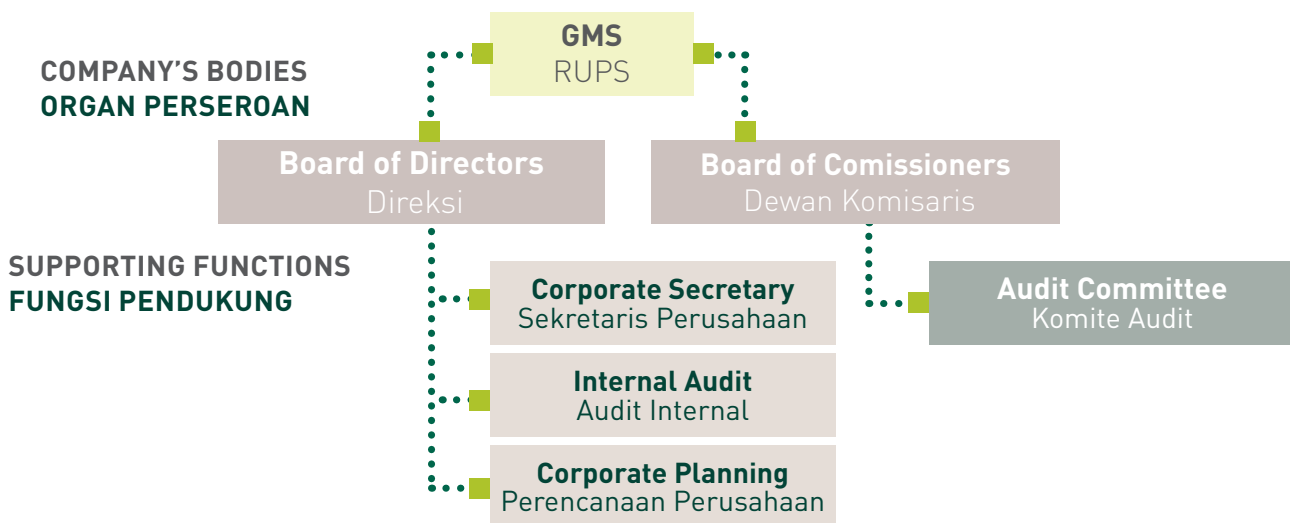 GMS
RUPS
COMPANY'S BODIES
ORGAN PERSEROAN
Board of Directors
Direksi
Board of Comissioners
Dewan Komisaris
SUPPORTING FUNCTIONS
FUNGSI PENDUKUNG
Corporate Secretary
Sekretaris Perusahaan
Audit Committee
Komite Audit
Internal Audit
Audit Internal
Corporate Planning
Perencanaan Perusahaan